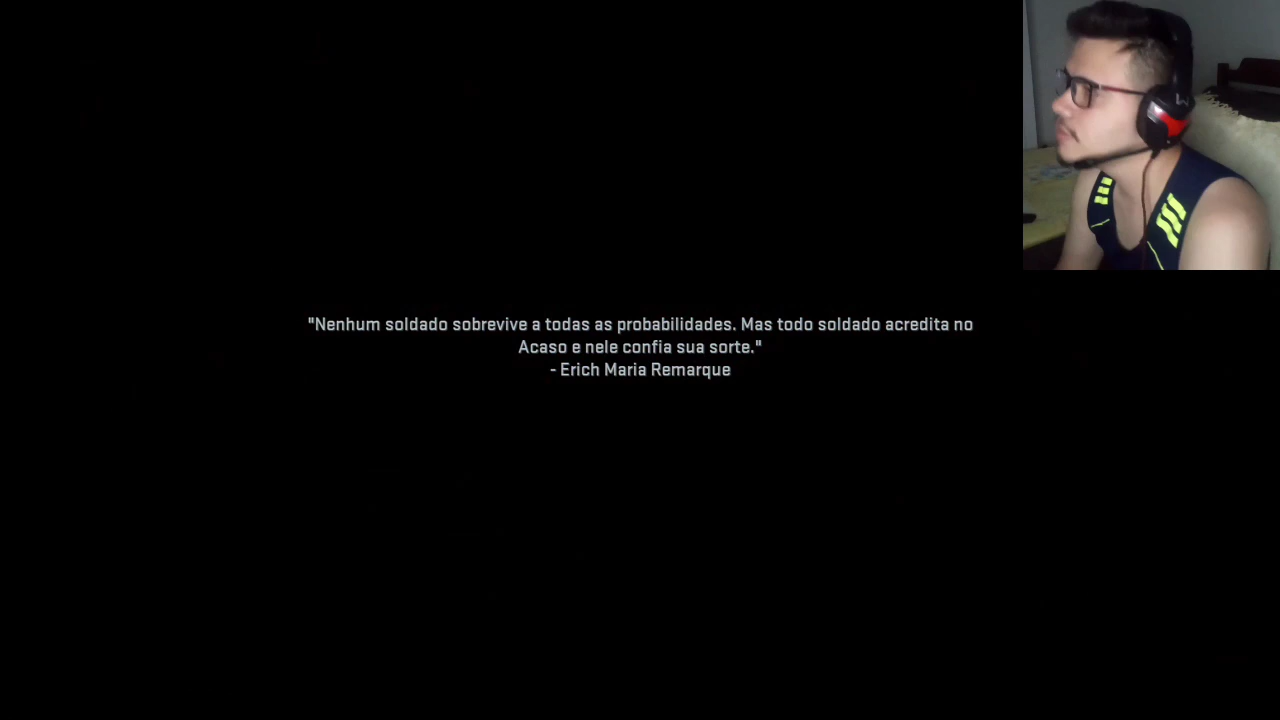 "Nenhum soldado sobrevive a todas as probabilidades. Mas todo soldado acredita no
Acaso e nele confia sua sorte."
- Erich Maria Remarque